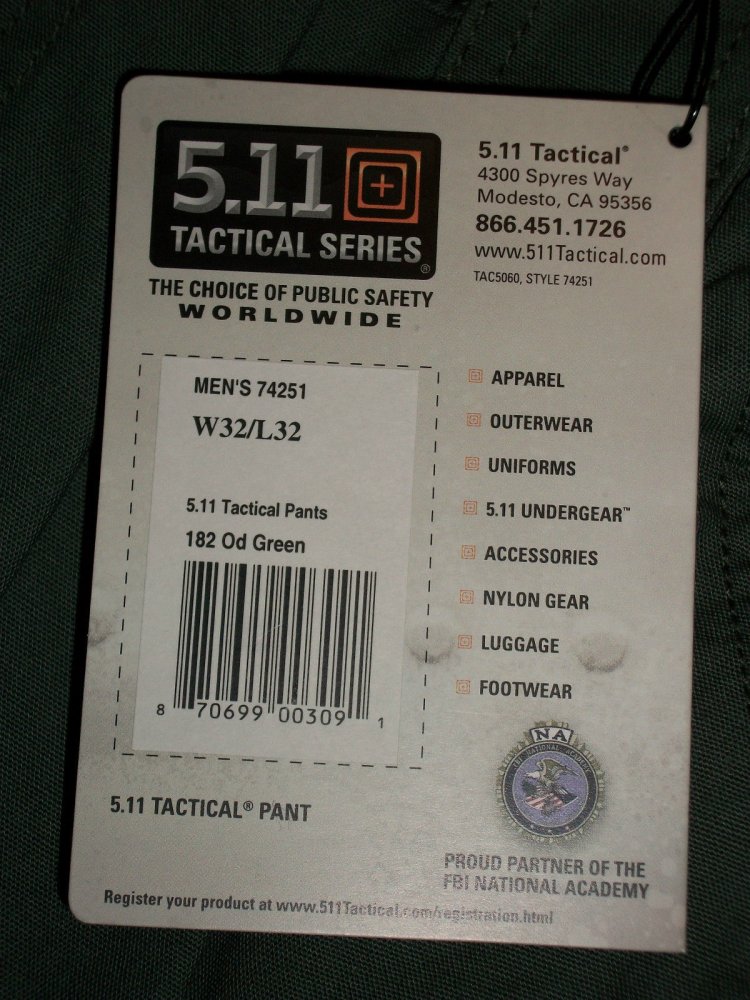 5.11
TACTICAL SERIES®
THE CHOICE OF PUBLIC SAFETY
WORLDWIDE
5.11 Tactical®
4300 Spyres Way
Modesto, CA 95356
866.451.1726
www.511Tactical.com
TAC5060, STYLE 74251
MEN'S 74251
W32/L32
5.11 Tactical Pants
182 Od Green
8 70699 00309 1
APPAREL
OUTERWEAR
UNIFORMS
5.11 UNDERGEAR™
ACCESSORIES
NYLON GEAR
LUGGAGE
FOOTWEAR
NA
FBI NATIONAL ACADEMY
PROUD PARTNER OF THE
FBI NATIONAL ACADEMY
5.11 TACTICAL® PANT
Register your product at www.511Tactical.com/registration.html